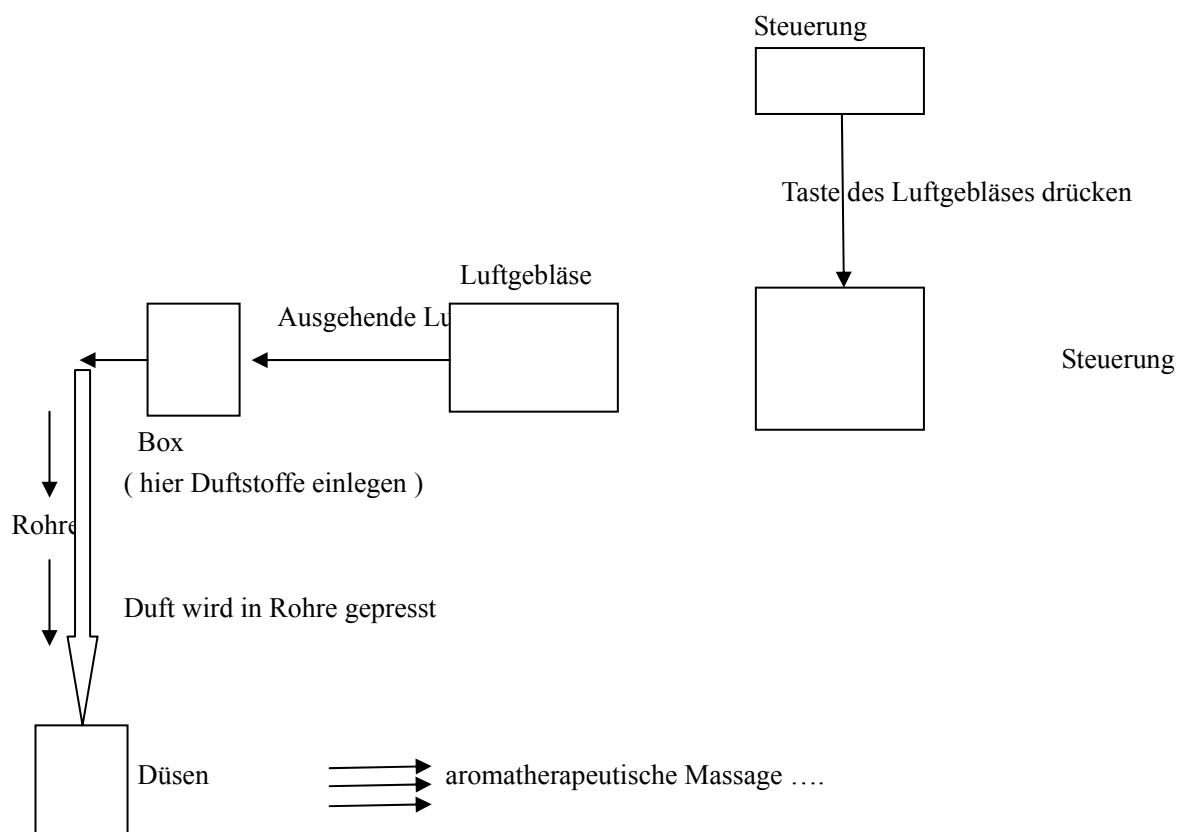 Steuerung
Taste des Luftgebläses drücken
Luftgebläse
Ausgehende
Steuerung
Box
( hier Duftstoffe einlegen )
Rohre
Duft wird in Rohre gepresst
Düsen
aromatherapeutische Massage ….